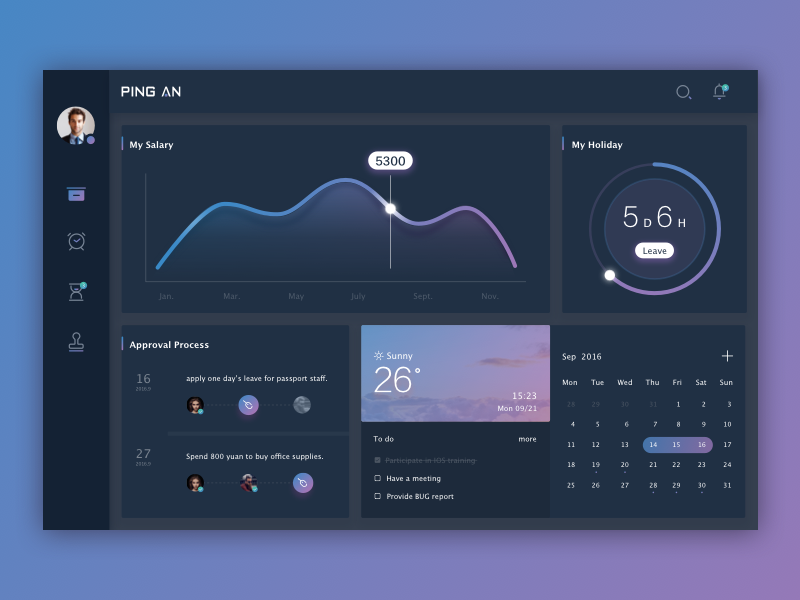 PING AN
My Salary
5300
Jan. Mar. May July Sept. Nov.
My Holiday
5 D 6 H
Leave
Approval Process
16
2016.9
apply one day's leave for passport staff.
27
2016.9
Spend 800 yuan to buy office supplies.
Sunny
26°
15:23
Mon 09/21
To do more
Participate in IOS training
Have a meeting
Provide BUG report
Sep 2016
Mon Tue Wed Thu Fri Sat Sun
28 29 30 31 1 2 3
4 5 6 7 8 9 10
11 12 13 14 15 16 17
18 19 20 21 22 23 24
25 26 27 28 29 30 31